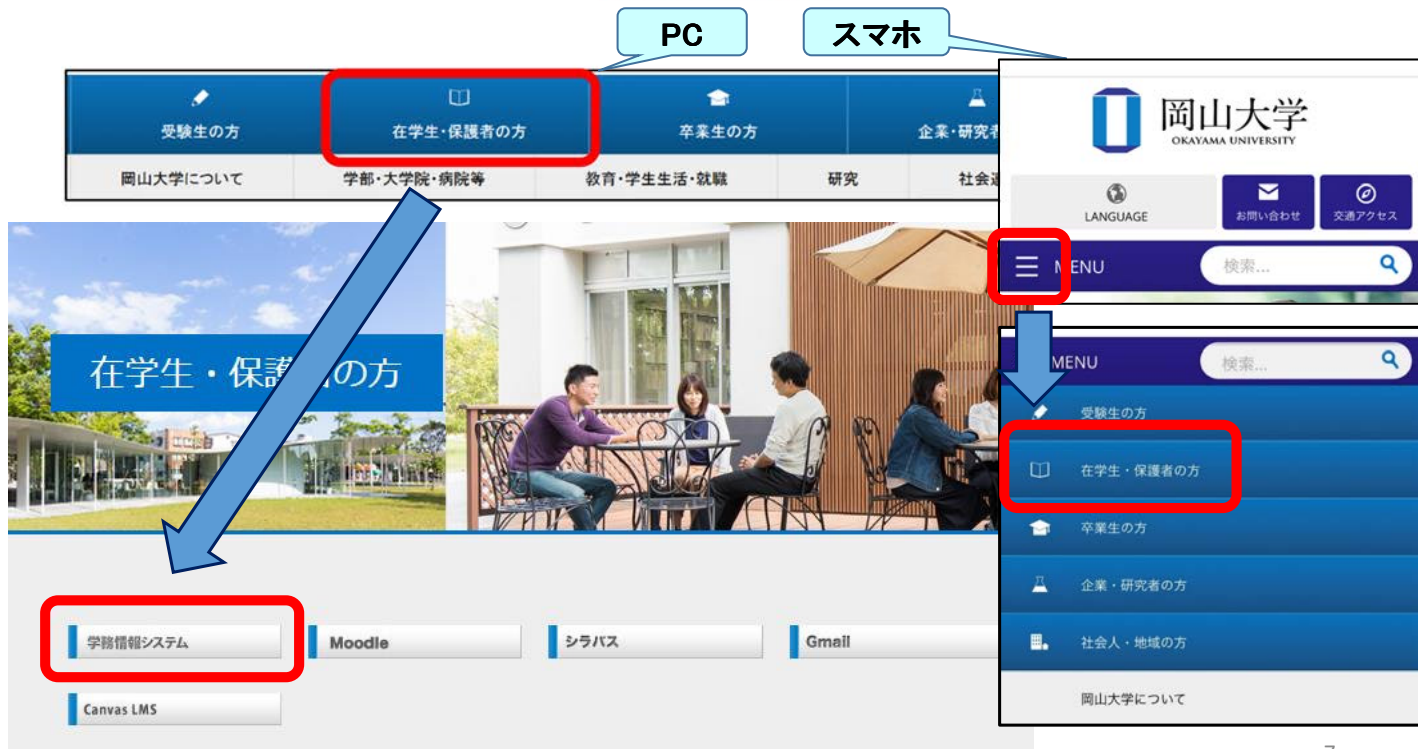 PC
スマホ
受験生の方
在学生・保護者の方
卒業生の方
企業・研究者
岡山大学について
学部・大学院・病院等
教育・学生生活・就職
研究
社会
岡山大学
OKAYAMA UNIVERSITY
LANGUAGE
お問い合わせ
交通アクセス
MENU
検索...
在学生・保護者の方
MENU
検索...
受験生の方
在学生・保護者の方
卒業生の方
企業・研究者の方
社会人・地域の方
岡山大学について
学務情報システム
Moodle
シラバス
Gmail
Canvas LMS